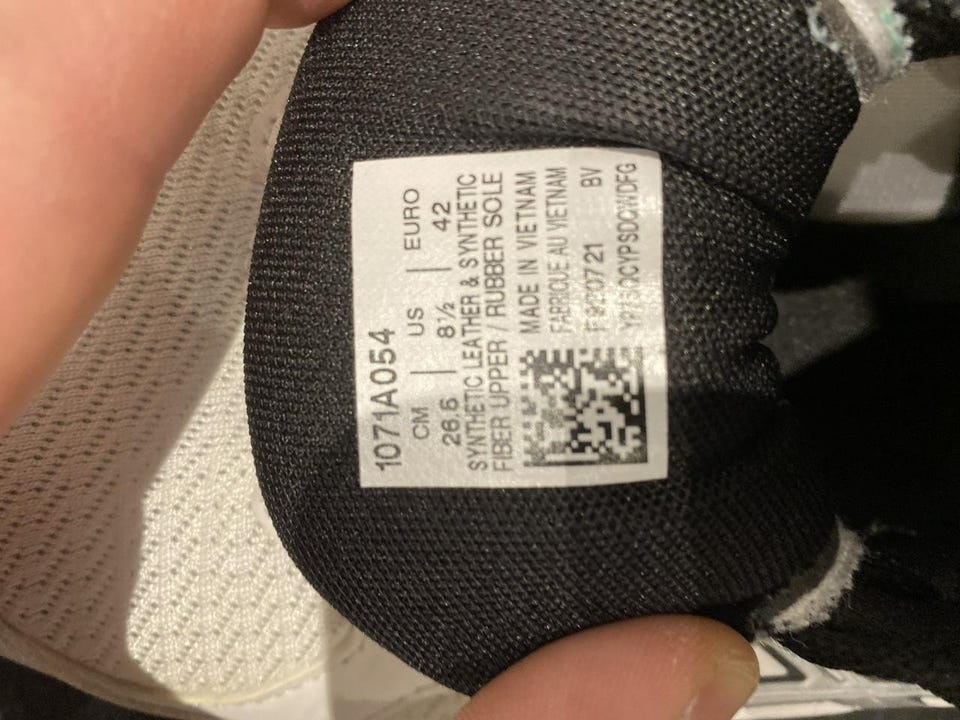 1071A054
CM | US | EURO
26.5 | 8½ | 42
SYNTHETIC LEATHER & SYNTHETIC
FIBER UPPER / RUBBER SOLE
MADE IN VIETNAM
FABRIQUE AU VIETNAM
BV